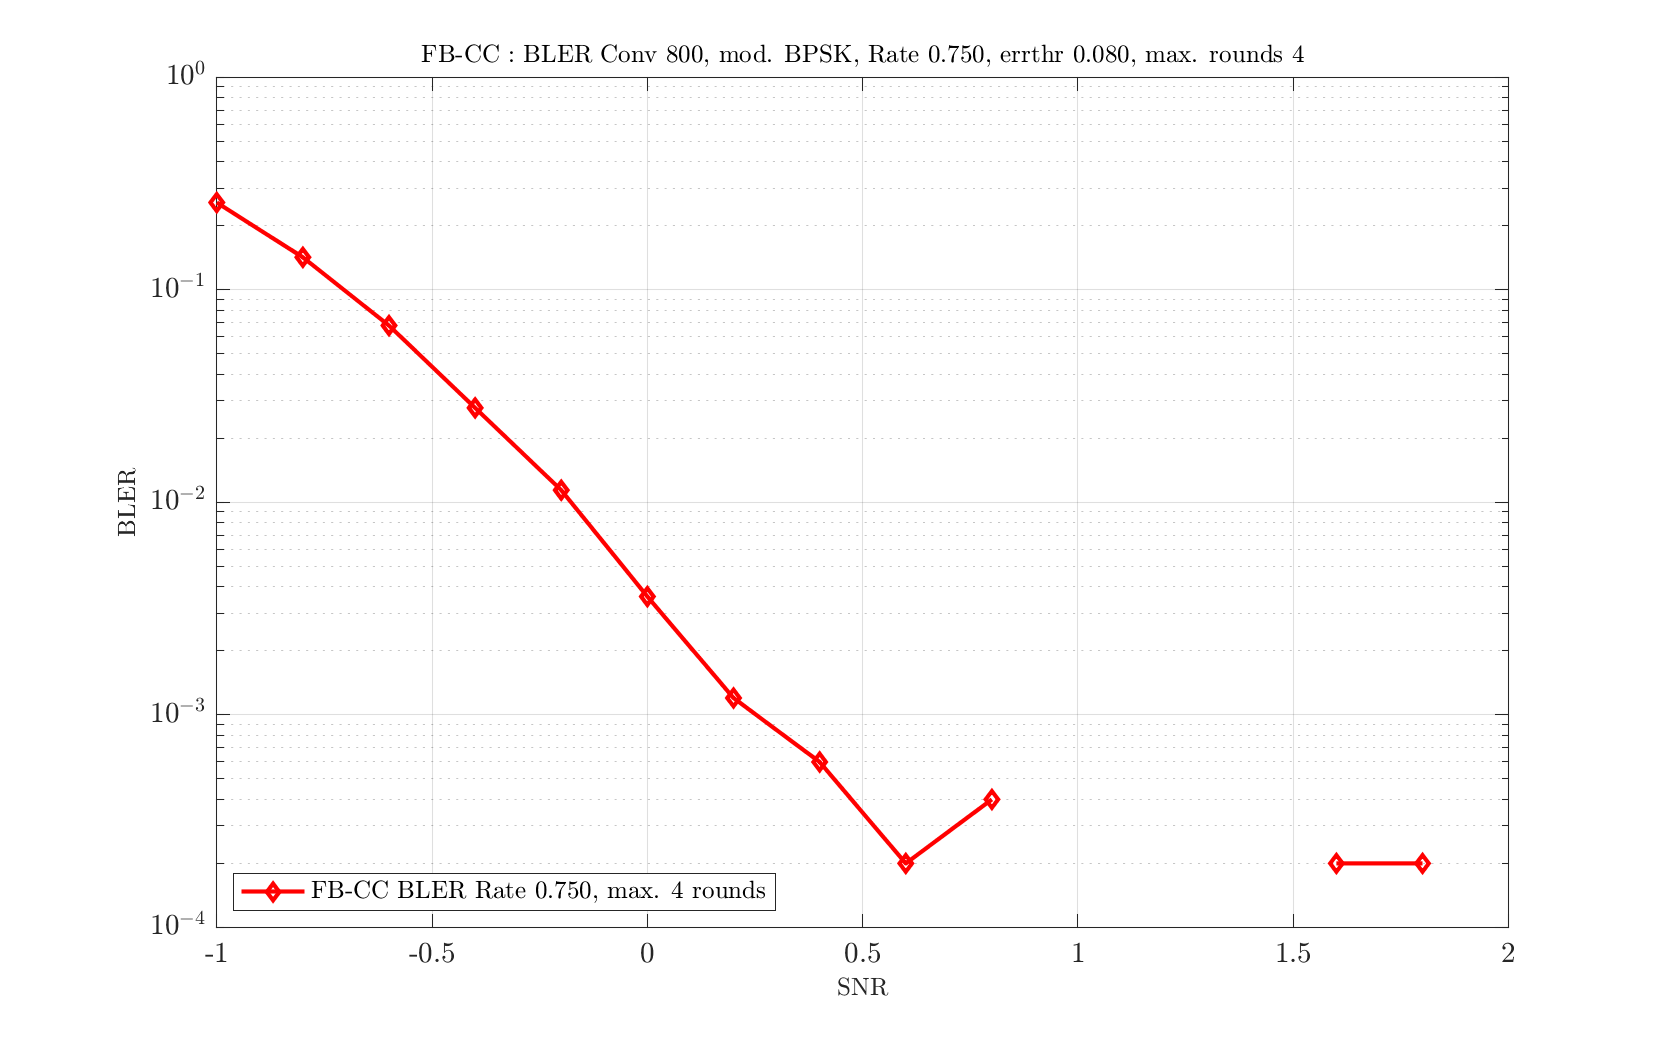 FB-CC : BLER Conv 800, mod. BPSK, Rate 0.750, errthr 0.080, max. rounds 4
10^0
10^-1
10^-2
10^-3
10^-4
BLER
FB-CC BLER Rate 0.750, max. 4 rounds
-1 -0.5 0 0.5 1 1.5 2
SNR